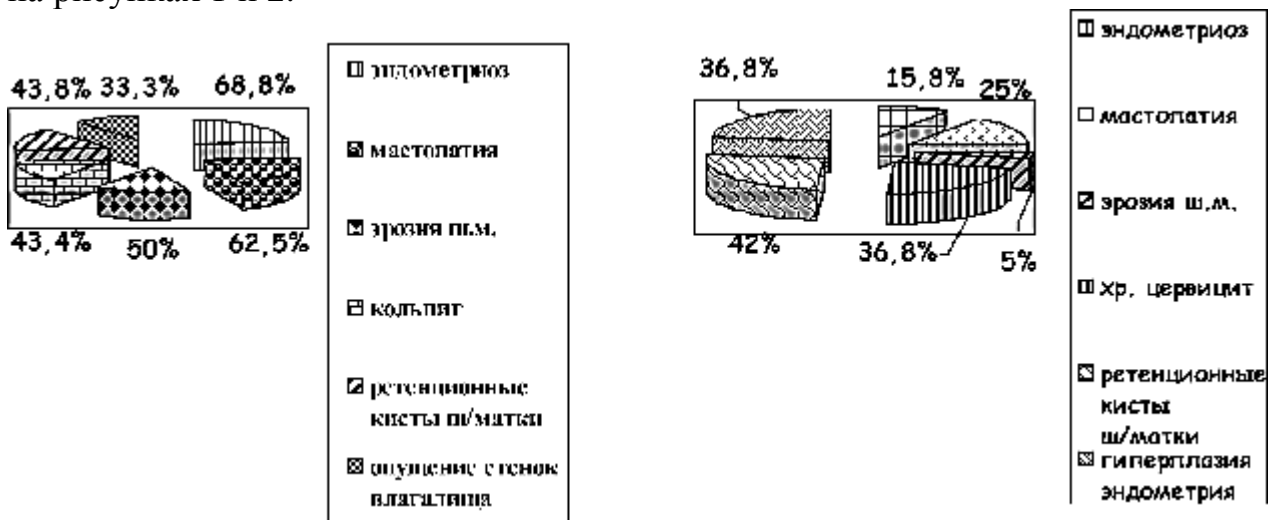 на рисунках 1 и 2.
43,8% 33,3% 68,8%
43,4% 50% 62,5%
эндометриоз
мастопатия
эрозия ш.м.
кольпит
ретенционные
кисты ш/матки
опущение стенок
влагалища
36,8% 15,8% 25%
42% 36,8% 5%
эндометриоз
мастопатия
эрозия ш.м.
хр. цервицит
ретенционные
кисты
ш/матки
гиперплазия
эндометрия